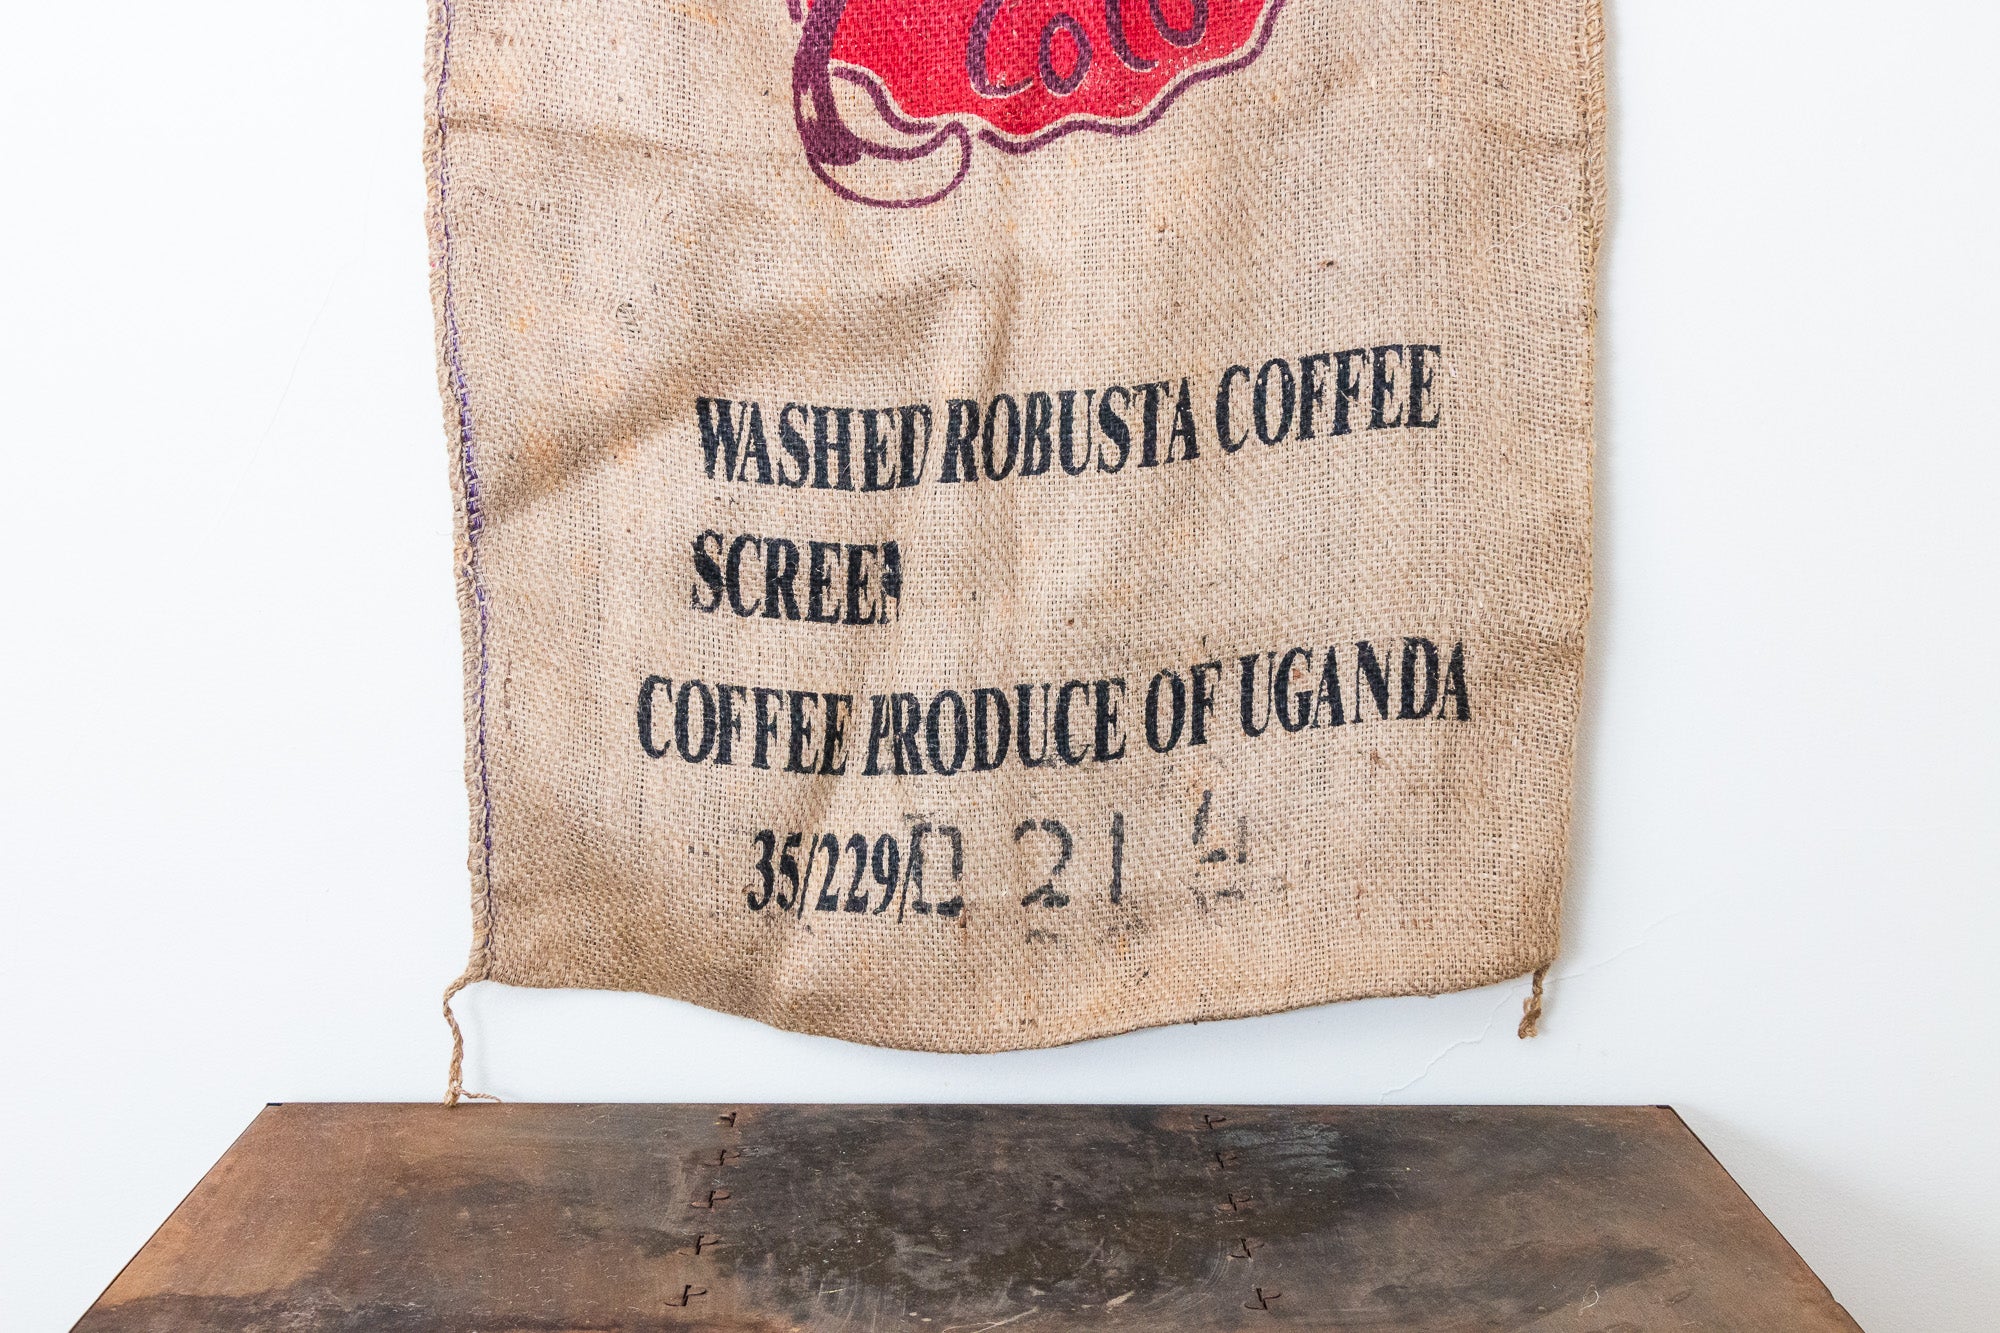 WASHED ROBUSTA COFFEE
SCREEN
COFFEE PRODUCE OF UGANDA
35/229/